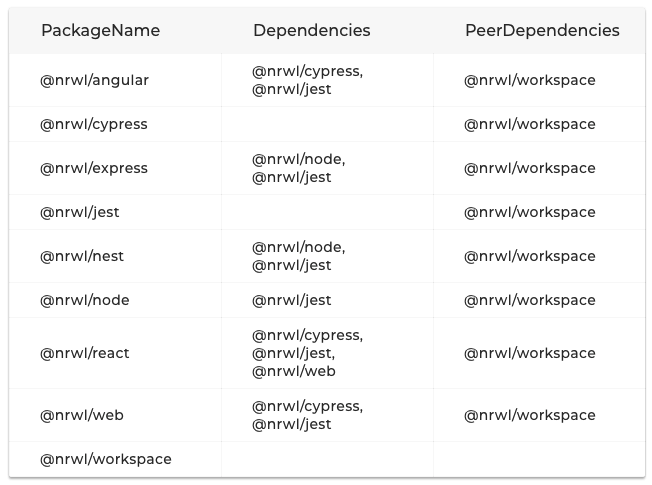 PackageName Dependencies PeerDependencies
@nrwl/angular @nrwl/cypress, @nrwl/workspace
@nrwl/jest
@nrwl/cypress @nrwl/workspace
@nrwl/express @nrwl/node, @nrwl/workspace
@nrwl/jest
@nrwl/jest @nrwl/workspace
@nrwl/nest @nrwl/node, @nrwl/workspace
@nrwl/jest
@nrwl/node @nrwl/jest @nrwl/workspace
@nrwl/react @nrwl/cypress, @nrwl/workspace
@nrwl/jest,
@nrwl/web
@nrwl/web @nrwl/cypress, @nrwl/workspace
@nrwl/jest
@nrwl/workspace